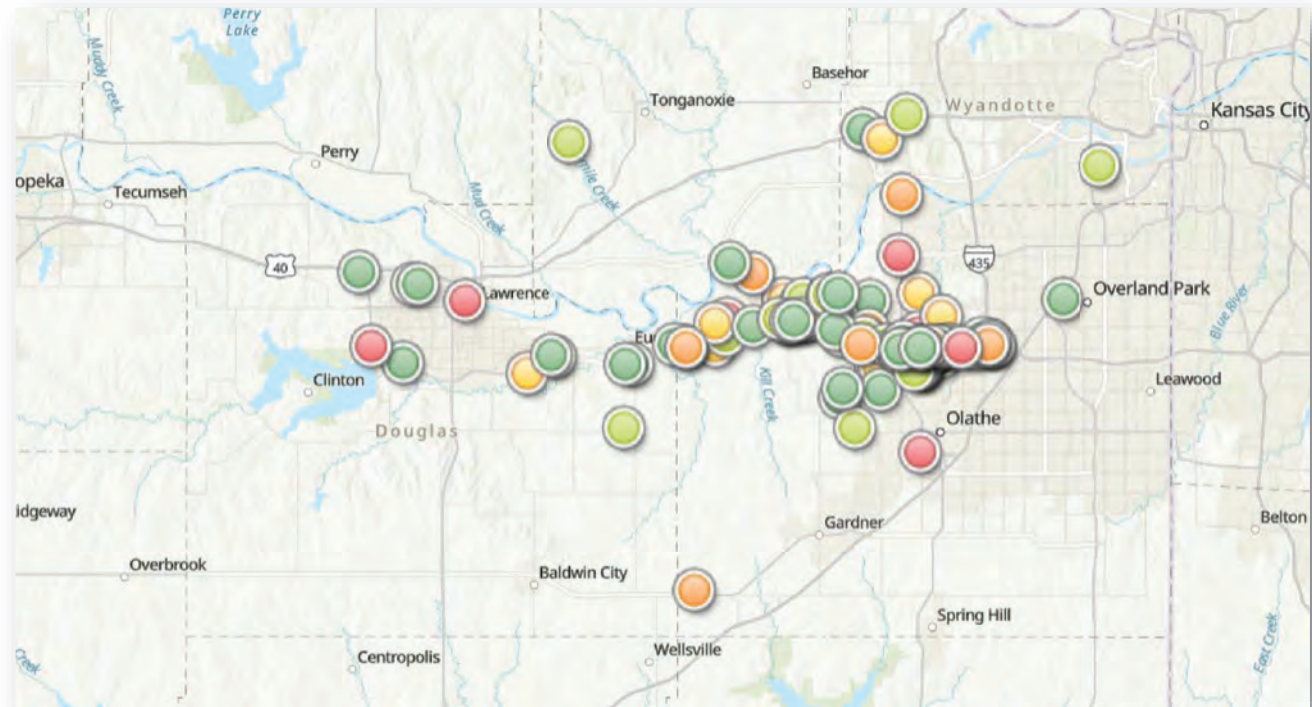 Perry
Lake
Muddy Creek
Basehor
Tonganoxie
Wyandotte
Kansas City
Perry
opeka
Tecumseh
mile Creek
Mud Creek
40
435
Lawrence
Overland Park
Blue River
Eu
Kill Creek
Clinton
Leawood
Douglas
Olathe
idgeway
Gardner
Belton
Overbrook
Baldwin City
Spring Hill
East Creek
Wellsville
Centropolis
Creek